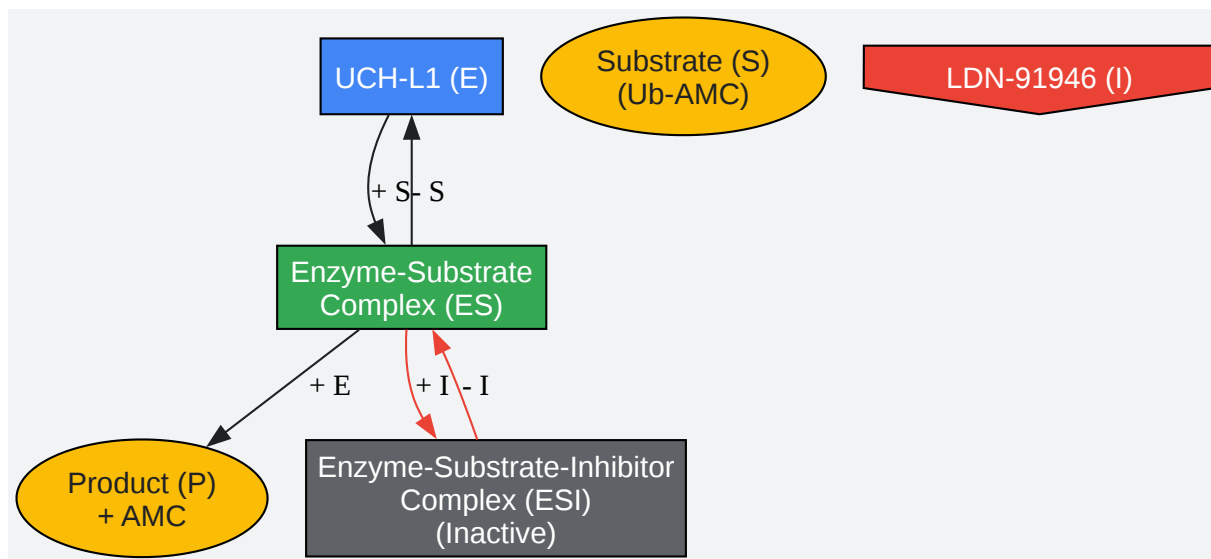 UCH-L1 (E)
Substrate (S)
(Ub-AMC)
LDN-91946 (I)
+ S
- S
Enzyme-Substrate
Complex (ES)
+ E
+ I
- I
Product (P)
+ AMC
Enzyme-Substrate-Inhibitor
Complex (ESI)
(Inactive)